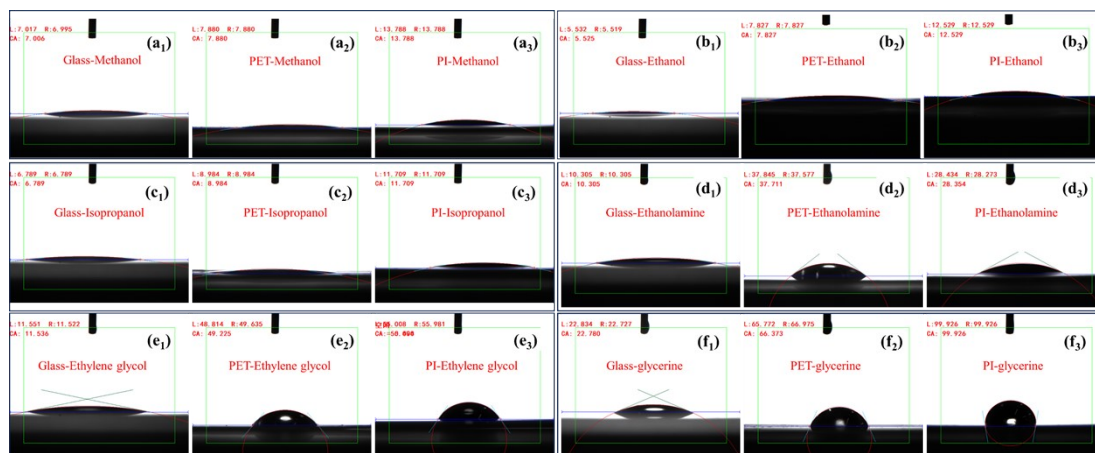 L:7.017 R:6.995
CA: 7.006
(a1)
Glass-Methanol
L:7.880 R:7.880
CA: 7.880
(a2)
PET-Methanol
L:13.788 R:13.788
CA: 13.788
(a3)
PI-Methanol
L:5.532 R:5.519
CA: 5.525
(b1)
Glass-Ethanol
L:7.827 R:7.827
CA: 7.827
(b2)
PET-Ethanol
L:12.529 R:12.529
CA: 12.529
(b3)
PI-Ethanol
L:6.789 R:6.789
CA: 6.789
(c1)
Glass-Isopropanol
L:8.984 R:8.984
CA: 8.984
(c2)
PET-Isopropanol
L:11.709 R:11.709
CA: 11.709
(c3)
PI-Isopropanol
L:10.305 R:10.305
CA: 10.305
(d1)
Glass-Ethanolamine
L:37.845 R:37.577
CA: 37.711
(d2)
PET-Ethanolamine
L:28.434 R:28.273
CA: 28.354
(d3)
PI-Ethanolamine
L:11.551 R:11.522
CA: 11.536
(e1)
Glass-Ethylene glycol
L:48.814 R:49.635
CA: 49.225
(e2)
PET-Ethylene glycol
R:55.981
CA:
(e3)
PI-Ethylene glycol
L:22.834 R:22.727
CA: 22.780
(f1)
Glass-glycerine
L:65.772 R:66.975
CA: 66.373
(f2)
PET-glycerine
L:99.926 R:99.926
CA: 99.926
(f3)
PI-glycerine